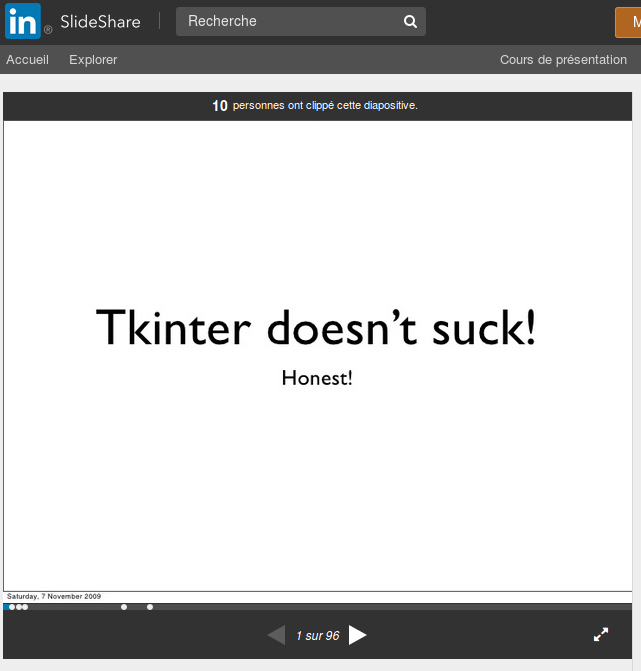 in ® SlideShare Recherche M
Accueil Explorer Cours de présentation
10 personnes ont clippé cette diapositive.
Tkinter doesn’t suck!
Honest!
Saturday, 7 November 2009
1 sur 96